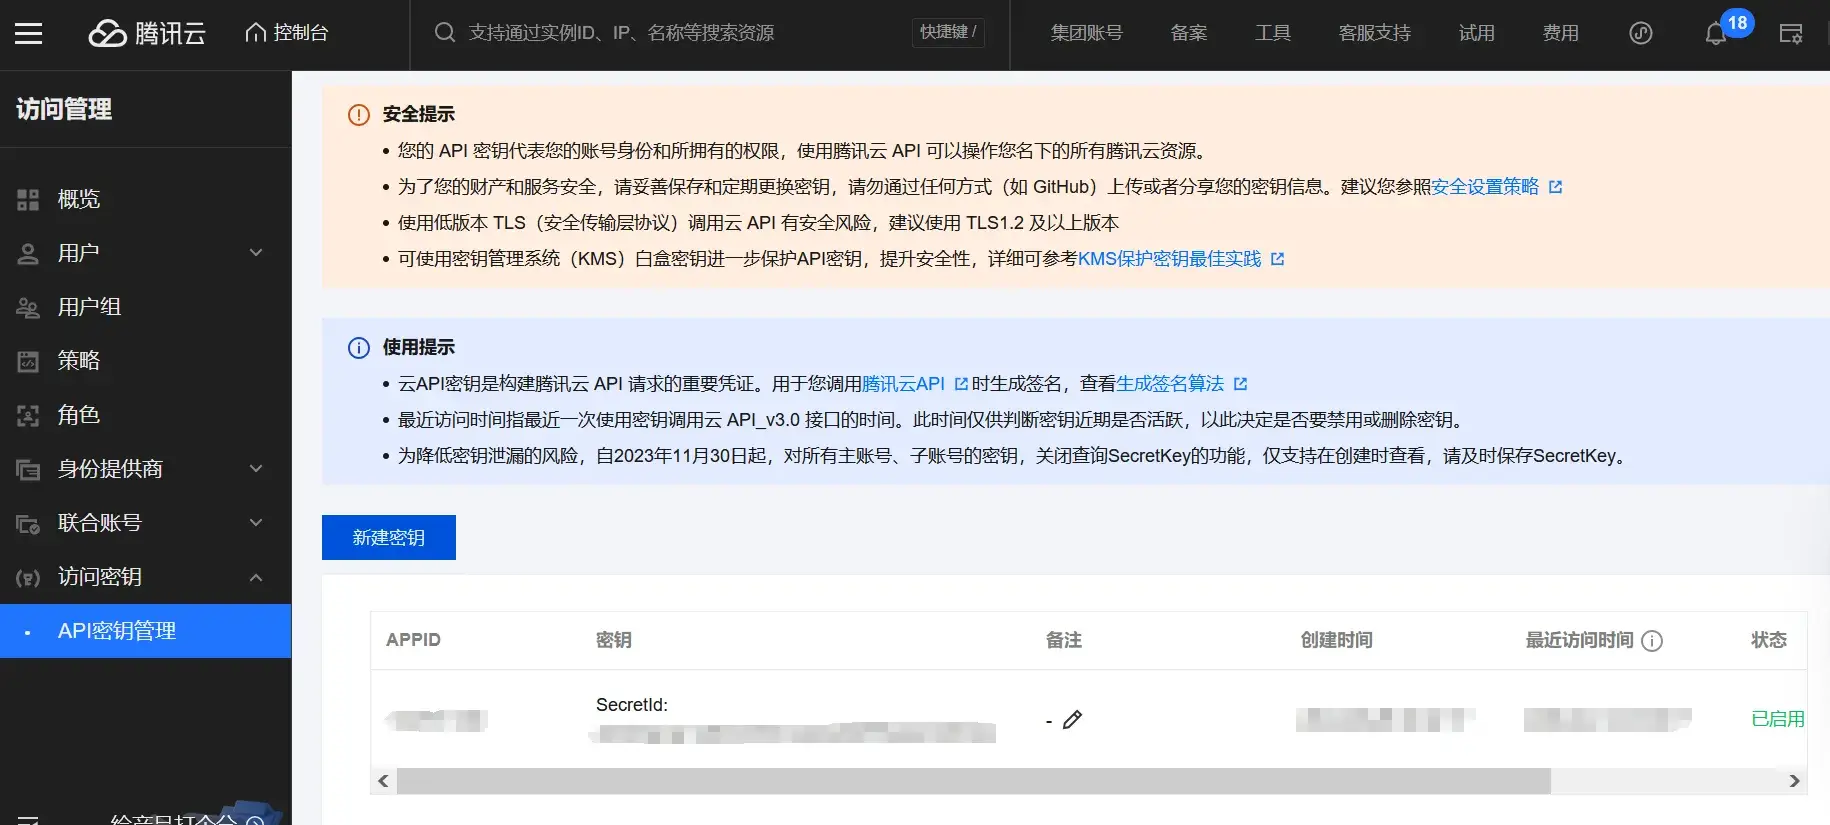 腾讯云
控制台
支持通过实例ID、IP、名称等搜索资源
快捷键 /
集团账号
备案
工具
客服支持
试用
费用
18
访问管理
概览
用户
用户组
策略
角色
身份提供商
联合账号
访问密钥
API密钥管理
安全提示
• 您的 API 密钥代表您的账号身份和所拥有的权限，使用腾讯云 API 可以操作您名下的所有腾讯云资源。
• 为了您的财产和服务安全，请妥善保存和定期更换密钥，请勿通过任何方式（如 GitHub）上传或者分享您的密钥信息。建议您参照安全设置策略
• 使用低版本 TLS（安全传输层协议）调用云 API 有安全风险，建议使用 TLS1.2 及以上版本
• 可使用密钥管理系统（KMS）白盒密钥进一步保护API密钥，提升安全性，详细可参考KMS保护密钥最佳实践
使用提示
• 云API密钥是构建腾讯云 API 请求的重要凭证。用于您调用腾讯云API 时生成签名，查看生成签名算法
• 最近访问时间指最近一次使用密钥调用云 API_v3.0 接口的时间。此时间仅供判断密钥近期是否活跃，以此决定是否要禁用或删除密钥。
• 为降低密钥泄漏的风险，自2023年11月30日起，对所有主账号、子账号的密钥，关闭查询SecretKey的功能，仅支持在创建时查看，请及时保存SecretKey。
新建密钥
APPID
密钥
备注
创建时间
最近访问时间
状态
SecretId:
-
已启用